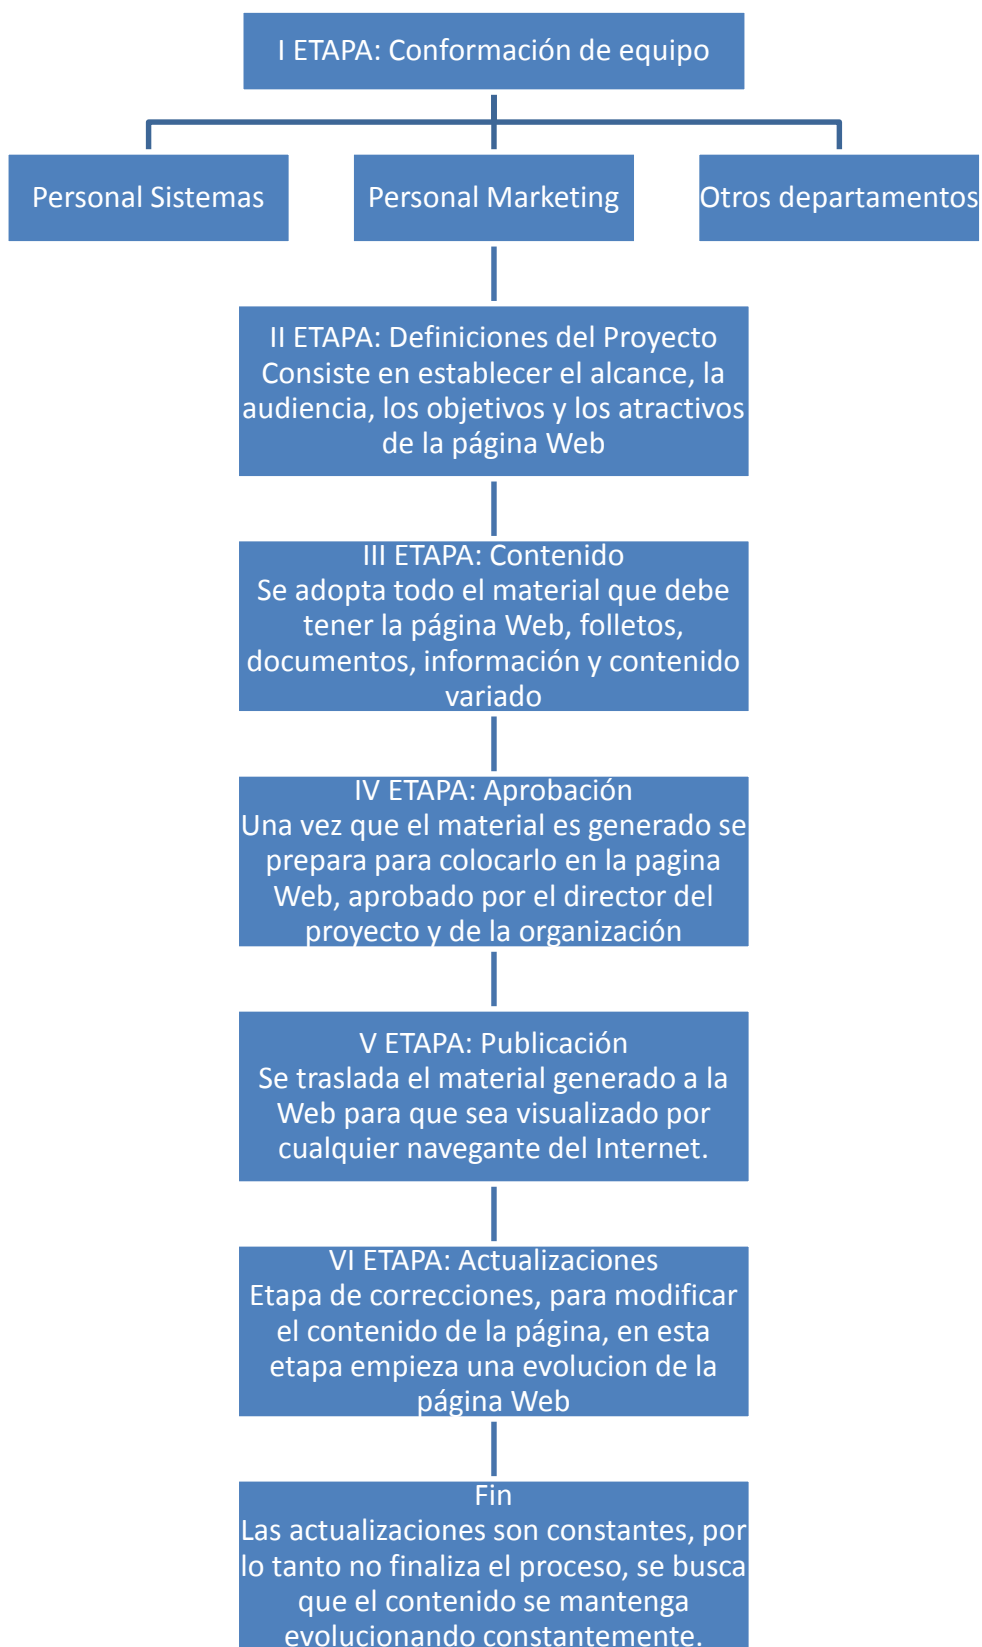 I ETAPA: Conformación de equipo
Personal Sistemas
Personal Marketing
Otros departamentos
II ETAPA: Definiciones del Proyecto
Consiste en establecer el alcance, la
audiencia, los objetivos y los atractivos
de la página Web
III ETAPA: Contenido
Se adopta todo el material que debe
tener la página Web, folletos,
documentos, información y contenido
variado
IV ETAPA: Aprobación
Una vez que el material es generado se
prepara para colocarlo en la pagina
Web, aprobado por el director del
proyecto y de la organización
V ETAPA: Publicación
Se traslada el material generado a la
Web para que sea visualizado por
cualquier navegante del Internet.
VI ETAPA: Actualizaciones
Etapa de correcciones, para modificar
el contenido de la página, en esta
etapa empieza una evolucion de la
página Web
Fin
Las actualizaciones son constantes, por
lo tanto no finaliza el proceso, se busca
que el contenido se mantenga
evolucionando constantemente.